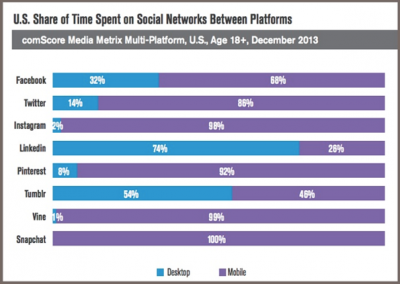 U.S. Share of Time Spent on Social Networks Between Platforms
comScore Media Metrix Multi-Platform, U.S., Age 18+, December 2013
Facebook 32% 68%
Twitter 14% 86%
Instagram 2% 98%
Linkedin 74% 26%
Pinterest 8% 92%
Tumblr 54% 46%
Vine 1% 99%
Snapchat 100%
Desktop Mobile